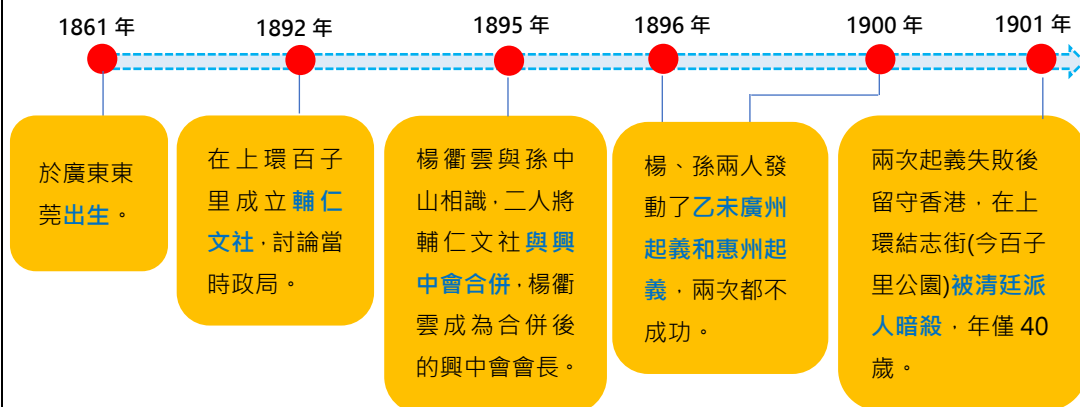 1861 年
1892 年
1895 年
1896 年
1900 年
1901 年
於廣東東
莞出生。
在上環百子
里成立輔仁
文社，討論當
時政局。
楊衢雲與孫中
山相識，二人將
輔仁文社與興
中會合併，楊衢
雲成為合併後
的興中會會長。
楊、孫兩人發
動了乙未廣州
起義和惠州起
義，兩次都不
成功。
兩次起義失敗後
留守香港，在上
環結志街(今百子
里公園)被清廷派
人暗殺，年僅 40
歲。